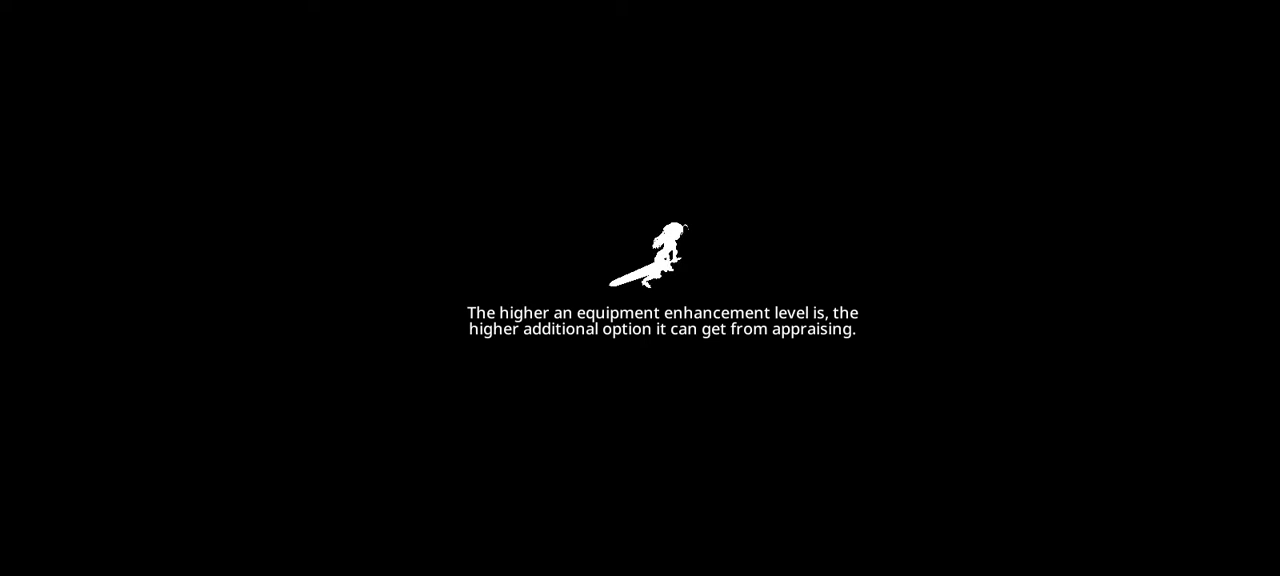 The higher an equipment enhancement level is, the
higher additional option it can get from appraising.